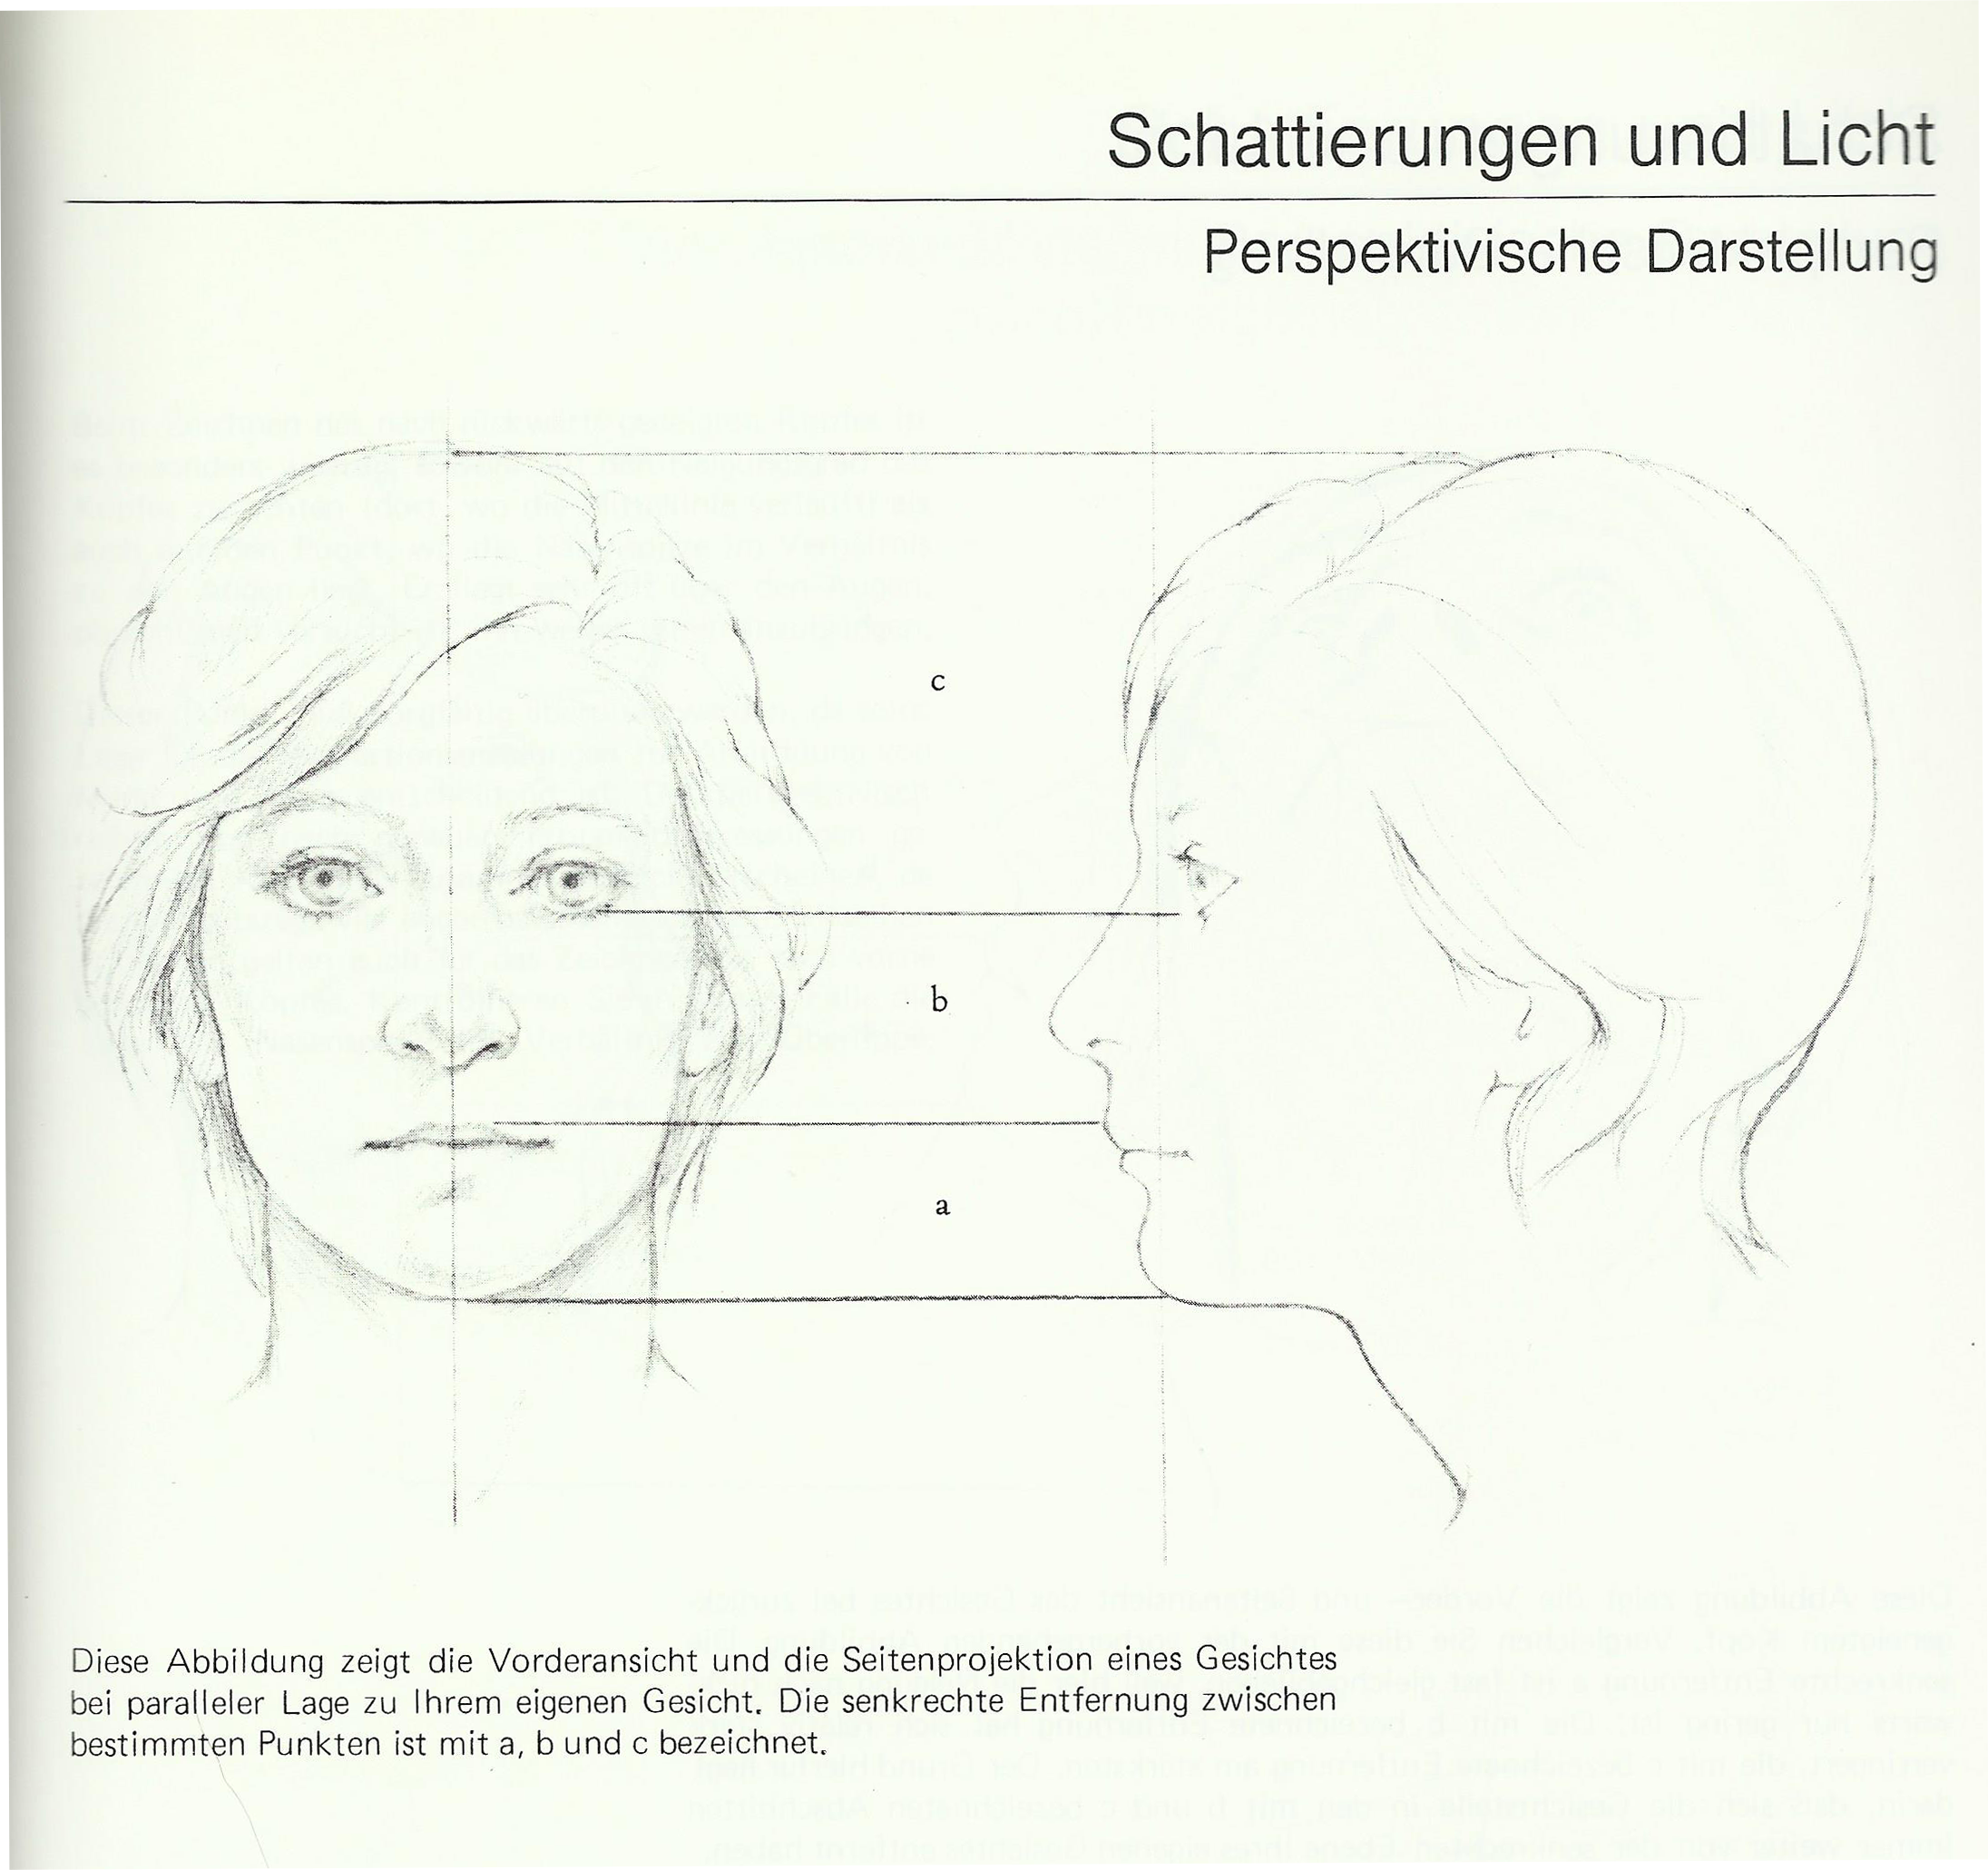 Schattierungen und Licht
Perspektivische Darstellung
c
b
a
Diese Abbildung zeigt die Vorderansicht und die Seitenprojektion eines Gesichtes
bei paralleler Lage zu Ihrem eigenen Gesicht. Die senkrechte Entfernung zwischen
bestimmten Punkten ist mit a, b und c bezeichnet.